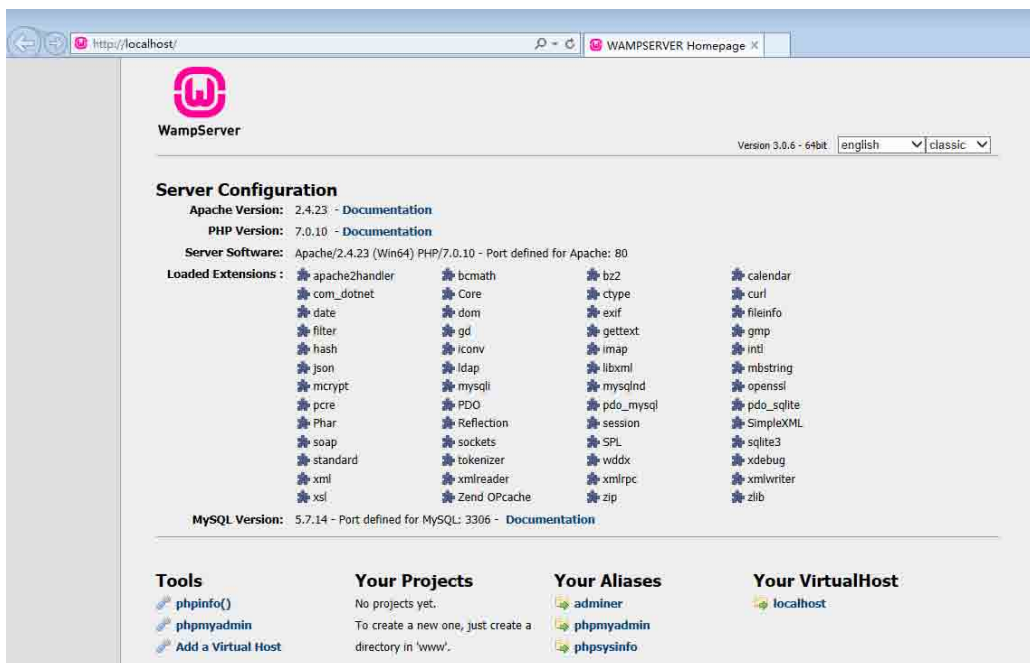 http://localhost/
WAMPSERVER Homepage
WampServer
Version 3.0.6 - 64bit english classic
Server Configuration
Apache Version: 2.4.23 - Documentation
PHP Version: 7.0.10 - Documentation
Server Software: Apache/2.4.23 (Win64) PHP/7.0.10 - Port defined for Apache: 80
Loaded Extensions : apache2handler bcmath bz2 calendar
com_dotnet Core ctype curl
date dom exif fileinfo
filter gd gettext gmp
hash iconv imap intl
json ldap libxml mbstring
mcrypt mysqli mysqlnd openssl
pcre PDO pdo_mysql pdo_sqlite
Phar Reflection session SimpleXML
soap sockets SPL sqlite3
standard tokenizer wddx xdebug
xml xmlreader xmlrpc xmlwriter
xsl Zend OPcache zip zlib
MySQL Version: 5.7.14 - Port defined for MySQL: 3306 - Documentation
Tools Your Projects Your Aliases Your VirtualHost
phpinfo() No projects yet. adminer localhost
phpmyadmin To create a new one, just create a phpmyadmin
Add a Virtual Host directory in 'www'. phpsysinfo